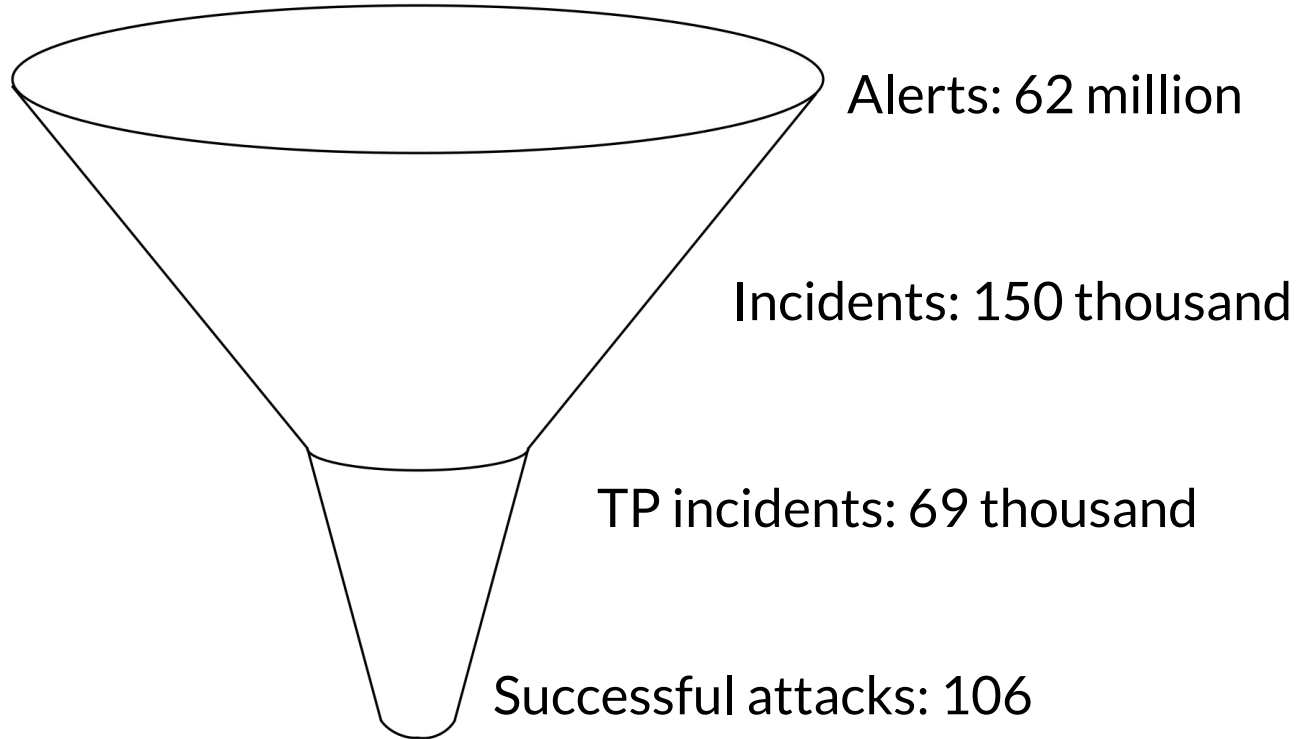 Alerts: 62 million
Incidents: 150 thousand
TP incidents: 69 thousand
Successful attacks: 106